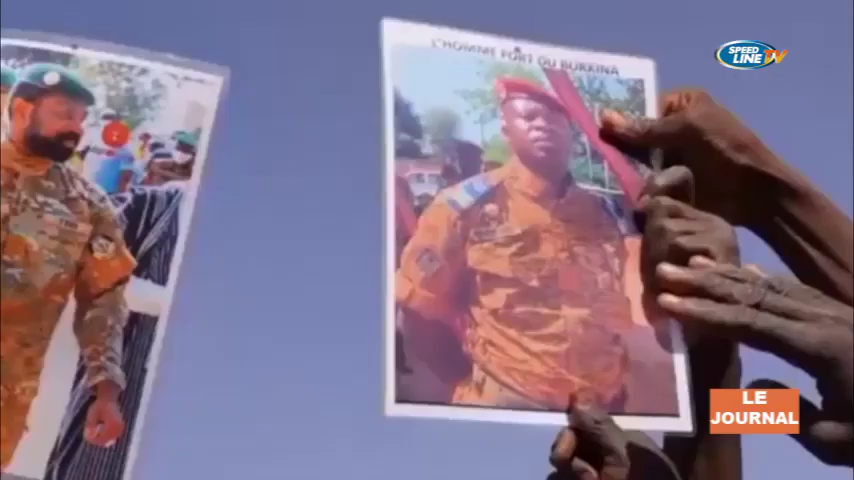 L'HOMME FORT DU BURKINA
SPEED
LINE TV
LE
JOURNAL